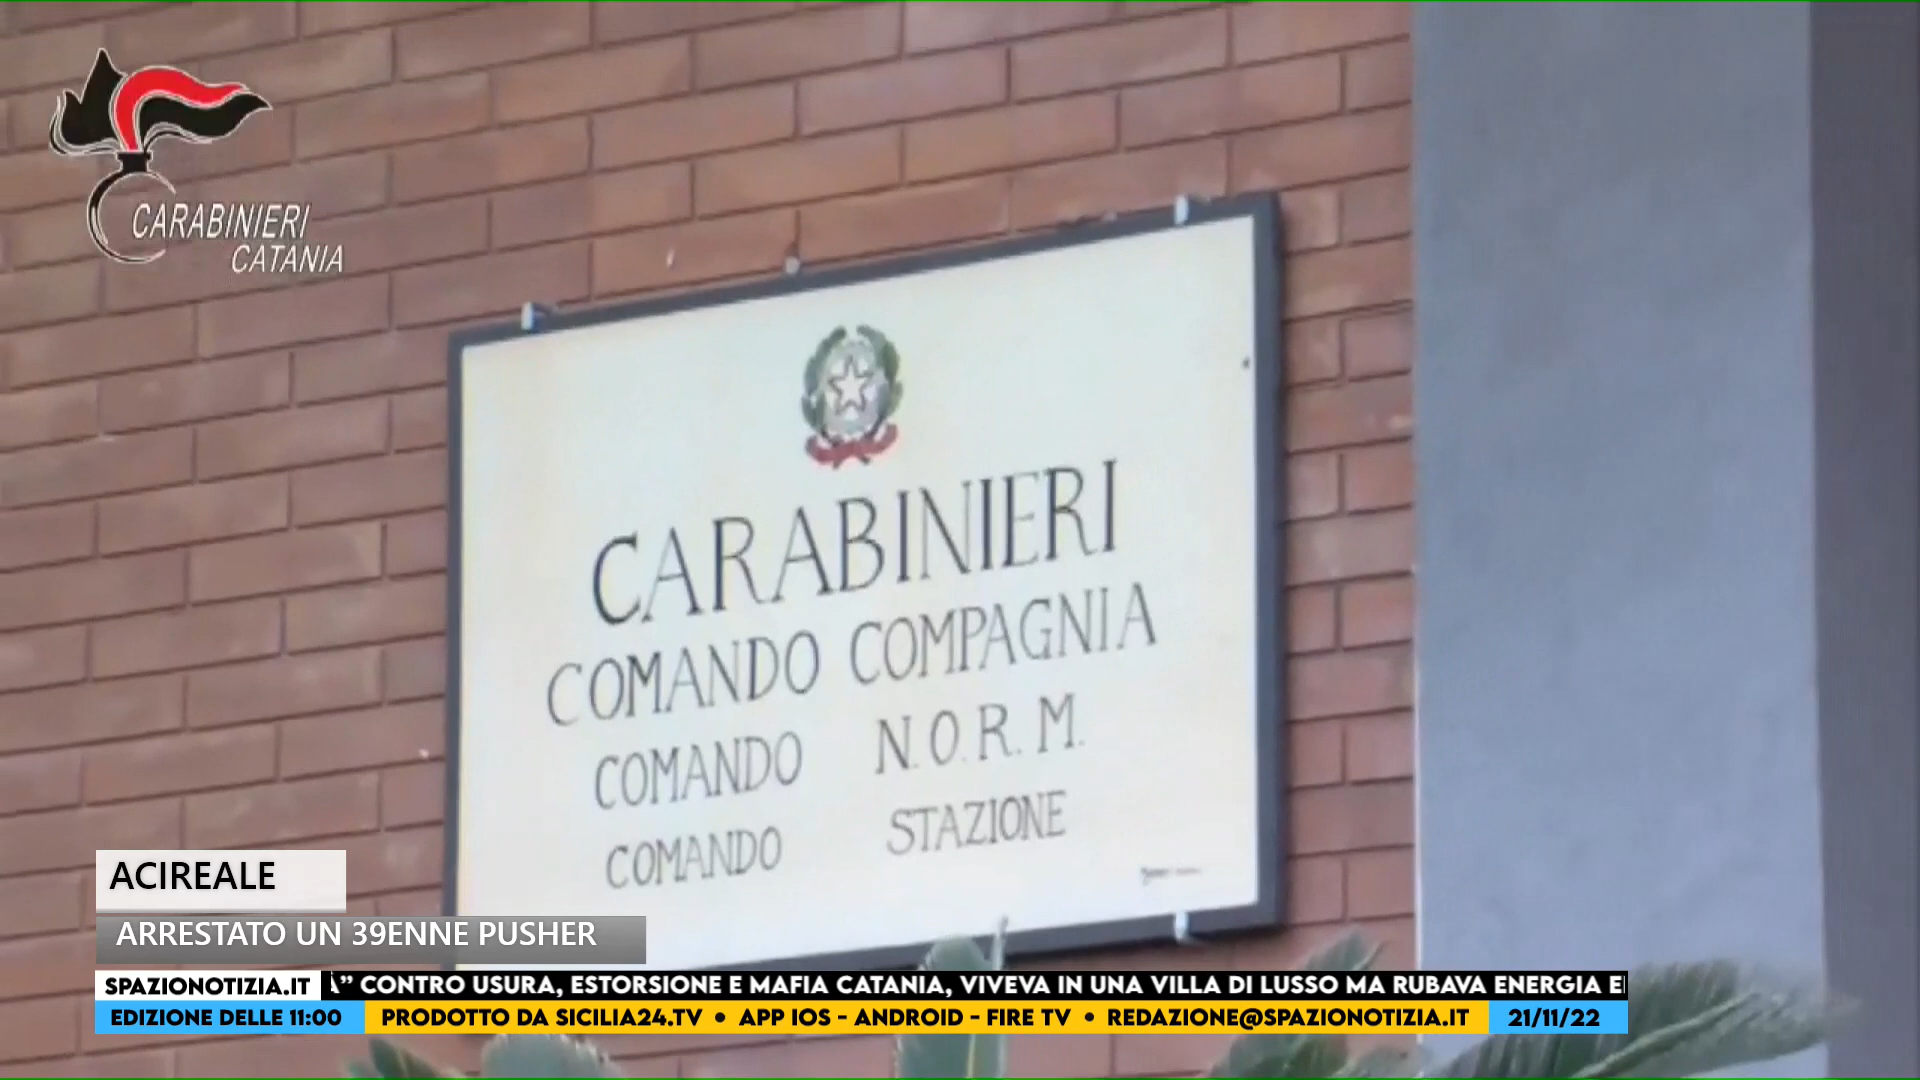 CARABINIERI
CATANIA
CARABINIERI
COMANDO COMPAGNIA
COMANDO N.O.R.M.
COMANDO STAZIONE
ACIREALE
ARRESTATO UN 39ENNE PUSHER
SPAZIONOTIZIA.IT À” CONTRO USURA, ESTORSIONE E MAFIA CATANIA, VIVEVA IN UNA VILLA DI LUSSO MA RUBAVA ENERGIA
EDIZIONE DELLE 11:00 PRODOTTO DA SICILIA24.TV • APP IOS - ANDROID - FIRE TV • REDAZIONE@SPAZIONOTIZIA.IT 21/11/22